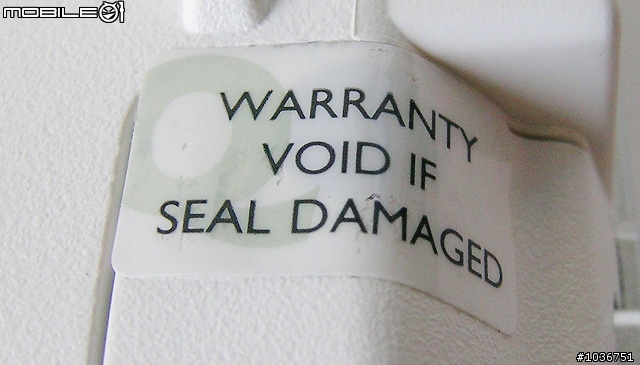 MOBILE01
WARRANTY
VOID IF
SEAL DAMAGED
#1036751